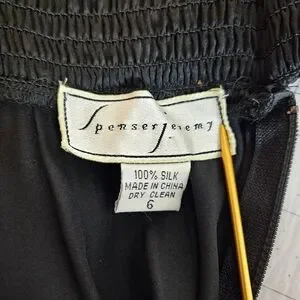 Spenser Jeremy
100% SILK
MADE IN CHINA
DRY CLEAN
6